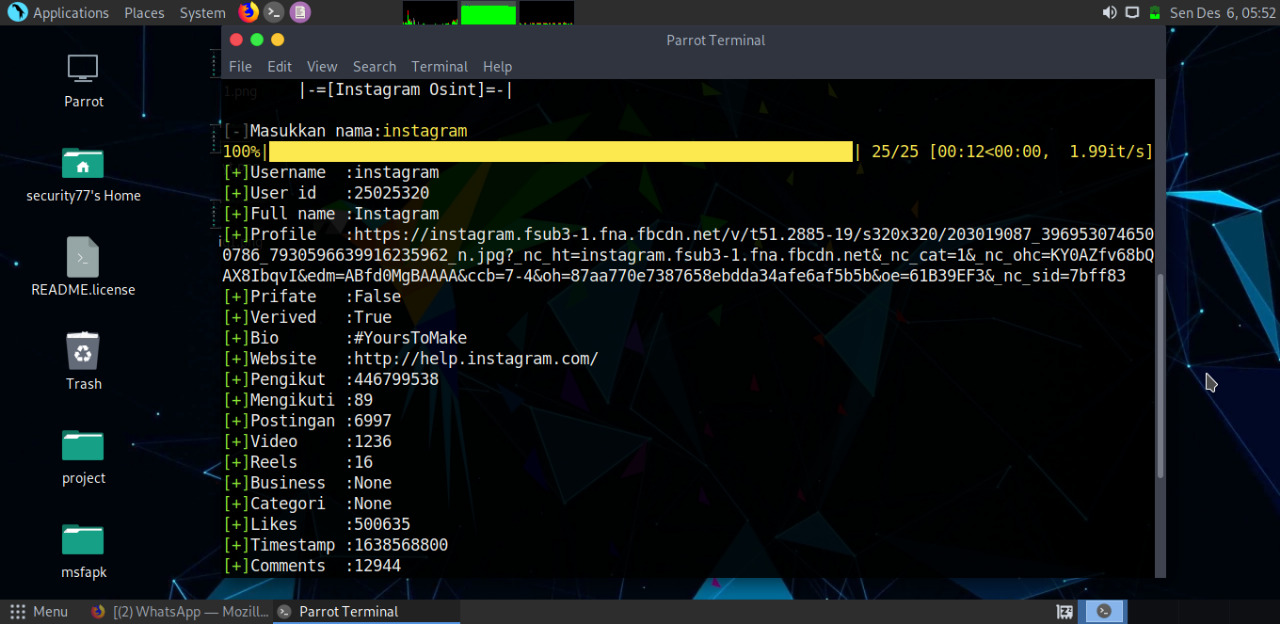 Applications Places System
Sen Des 6, 05:52
Parrot
security77's Home
README.license
Trash
project
msfapk
Parrot Terminal
File Edit View Search Terminal Help
1.png
|-=[Instagram Osint]=-|
[-]Masukkan nama:instagram
100%| | 25/25 [00:12<00:00, 1.99it/s]
[+]Username :instagram
[+]User id :25025320
[+]Full name :Instagram
[+]Profile :https://instagram.fsub3-1.fna.fbcdn.net/v/t51.2885-19/s320x320/203019087_396953074650
0786_7930596639916235962_n.jpg?_nc_ht=instagram.fsub3-1.fna.fbcdn.net&_nc_cat=1&_nc_ohc=KY0AZfv68bQ
AX8IbqvI&edm=ABfd0MgBAAAA&ccb=7-4&oh=87aa770e7387658ebdda34afe6af5b5b&oe=61B39EF3&_nc_sid=7bff83
[+]Prifate :False
[+]Verived :True
[+]Bio :#YoursToMake
[+]Website :http://help.instagram.com/
[+]Pengikut :446799538
[+]Mengikuti :89
[+]Postingan :6997
[+]Video :1236
[+]Reels :16
[+]Business :None
[+]Categori :None
[+]Likes :500635
[+]Timestamp :1638568800
[+]Comments :12944
Menu
[(2) WhatsApp — Mozill...
Parrot Terminal